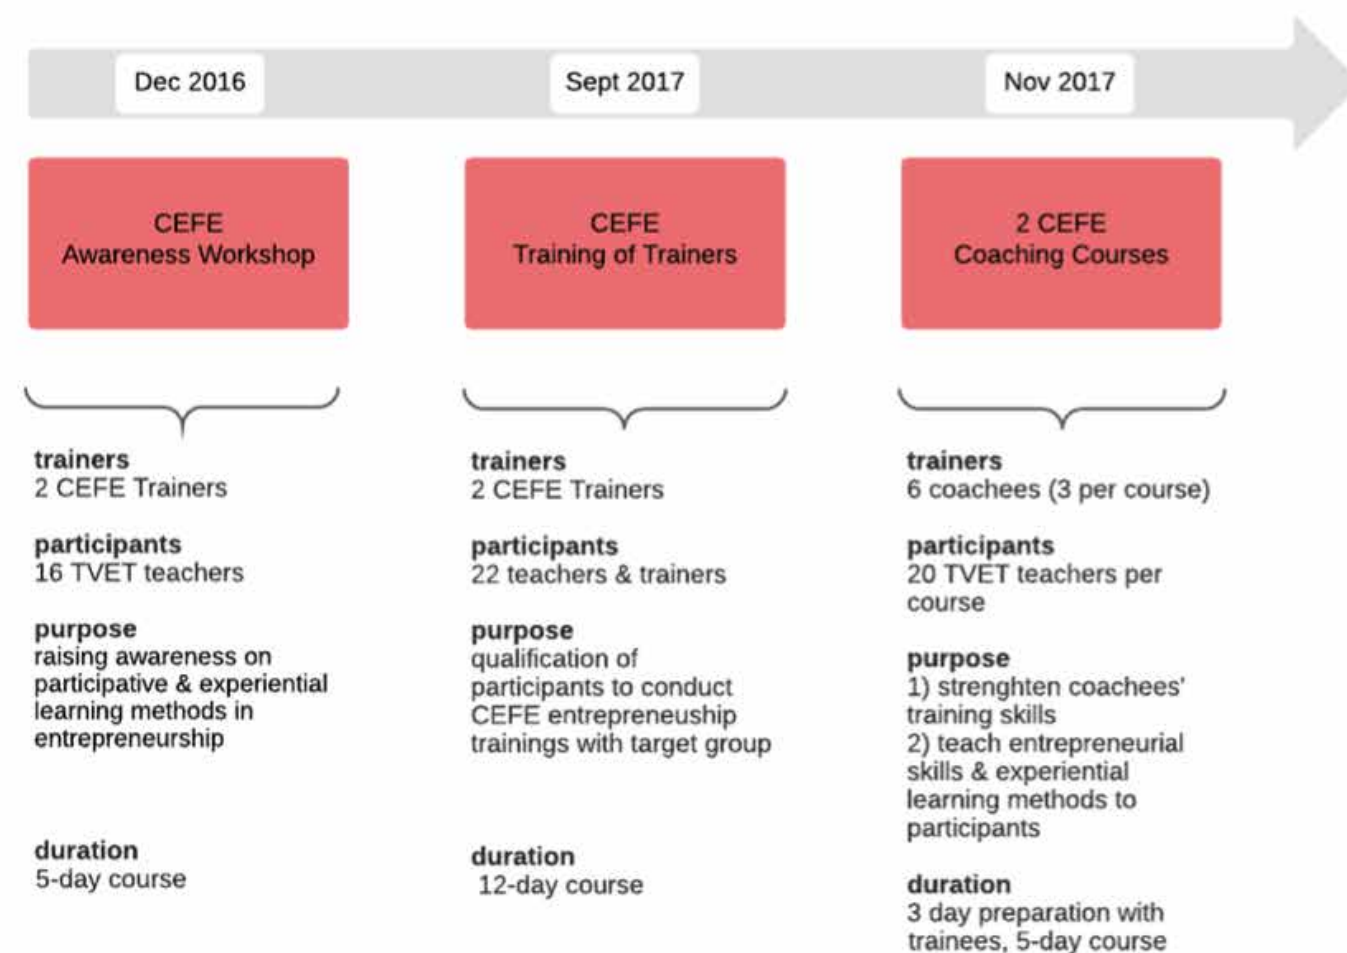 Dec 2016
Sept 2017
Nov 2017
CEFE
Awareness Workshop
CEFE
Training of Trainers
2 CEFE
Coaching Courses
trainers
2 CEFE Trainers
participants
16 TVET teachers
purpose
raising awareness on
participative & experiential
learning methods in
entrepreneurship
duration
5-day course
trainers
2 CEFE Trainers
participants
22 teachers & trainers
purpose
qualification of
participants to conduct
CEFE entrepreneuship
trainings with target group
duration
12-day course
trainers
6 coachees (3 per course)
participants
20 TVET teachers per
course
purpose
1) strenghten coachees'
training skills
2) teach entrepreneurial
skills & experiential
learning methods to
participants
duration
3 day preparation with
trainees, 5-day course